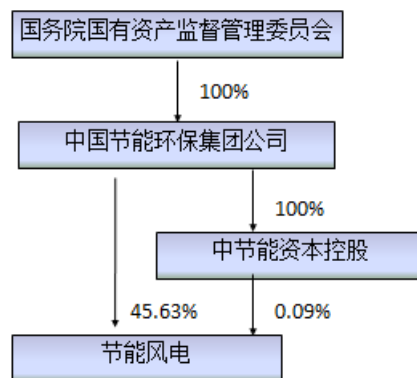 国务院国有资产监督管理委员会
100%
中国节能环保集团公司
100%
中节能资本控股
45.63%
0.09%
节能风电